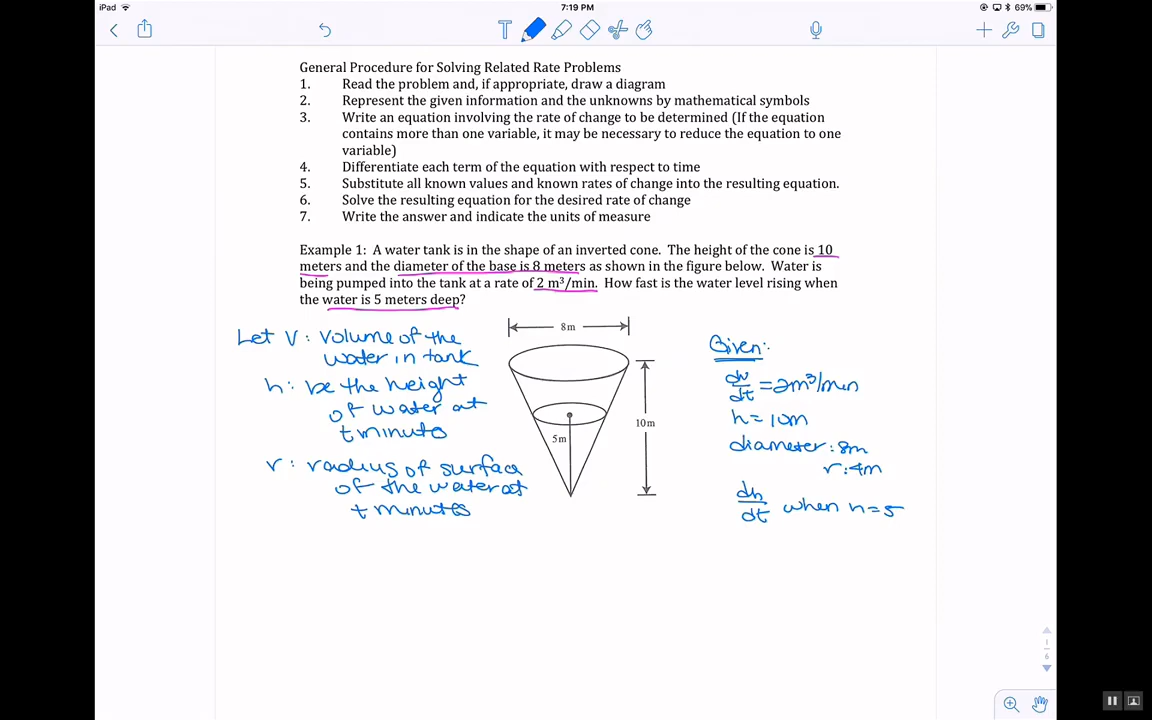 iPad
7:19 PM
69%
T
General Procedure for Solving Related Rate Problems
1. Read the problem and, if appropriate, draw a diagram
2. Represent the given information and the unknowns by mathematical symbols
3. Write an equation involving the rate of change to be determined (If the equation
contains more than one variable, it may be necessary to reduce the equation to one
variable)
4. Differentiate each term of the equation with respect to time
5. Substitute all known values and known rates of change into the resulting equation.
6. Solve the resulting equation for the desired rate of change
7. Write the answer and indicate the units of measure
Example 1: A water tank is in the shape of an inverted cone. The height of the cone is 10
meters and the diameter of the base is 8 meters as shown in the figure below. Water is
being pumped into the tank at a rate of 2 m³/min. How fast is the water level rising when
the water is 5 meters deep?
Let V: Volume of the
water in tank
h: be the height
of water at
t minutes
r: radius of surface
of the water at
t minutes
8m
5m
10m
Given:
dv/dt = 2m³/min
h = 10m
diameter: 8m
r: 4m
dh/dt when h = 5
1
6